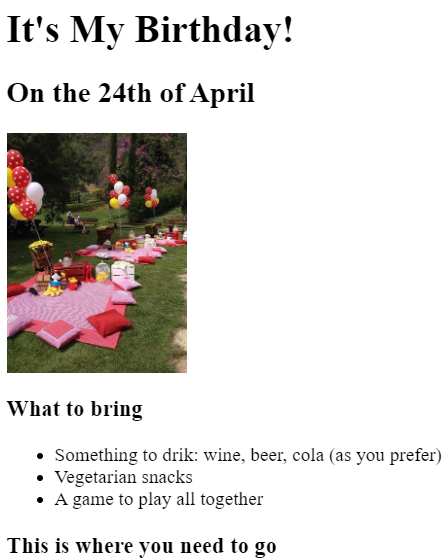 It's My Birthday!
On the 24th of April
What to bring
Something to drik: wine, beer, cola (as you prefer)
Vegetarian snacks
A game to play all together
This is where you need to go